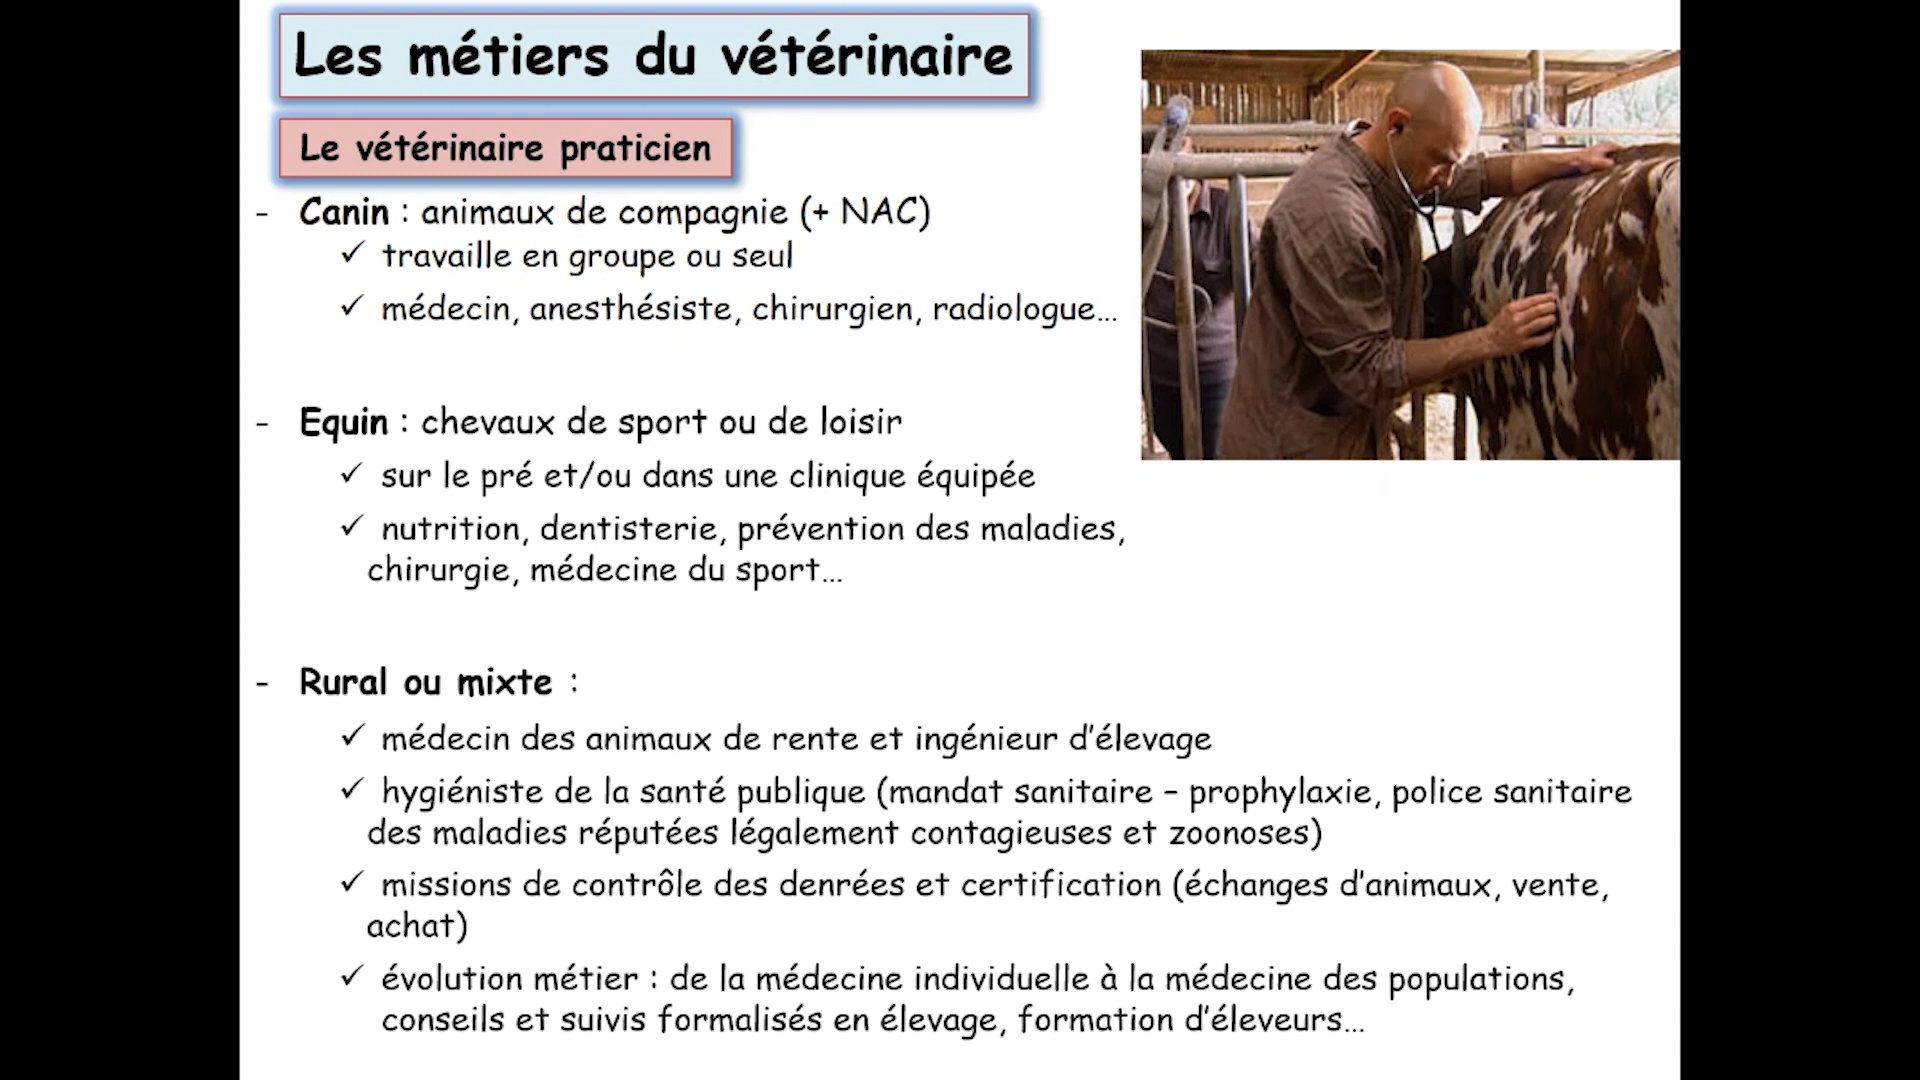 Les métiers du vétérinaire
Le vétérinaire praticien
- Canin : animaux de compagnie (+ NAC)
✓ travaille en groupe ou seul
✓ médecin, anesthésiste, chirurgien, radiologue…
- Equin : chevaux de sport ou de loisir
✓ sur le pré et/ou dans une clinique équipée
✓ nutrition, dentisterie, prévention des maladies,
chirurgie, médecine du sport…
- Rural ou mixte :
✓ médecin des animaux de rente et ingénieur d’élevage
✓ hygiéniste de la santé publique (mandat sanitaire – prophylaxie, police sanitaire
des maladies réputées légalement contagieuses et zoonoses)
✓ missions de contrôle des denrées et certification (échanges d’animaux, vente,
achat)
✓ évolution métier : de la médecine individuelle à la médecine des populations,
conseils et suivis formalisés en élevage, formation d’éleveurs…